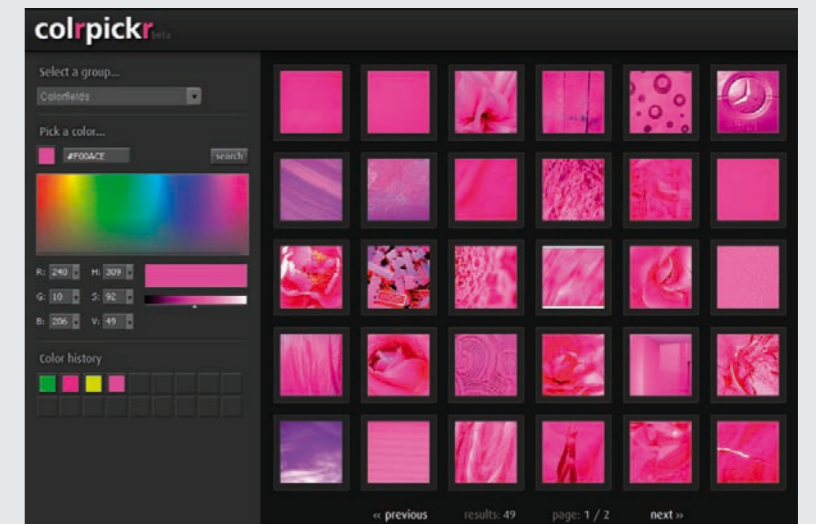 colrpickr beta
Select a group...
Colorfields
Pick a color...
#F00ACE search
R: 240 H: 309
G: 10 S: 92
B: 206 V: 49
Color history
« previous results: 49 page: 1 / 2 next »